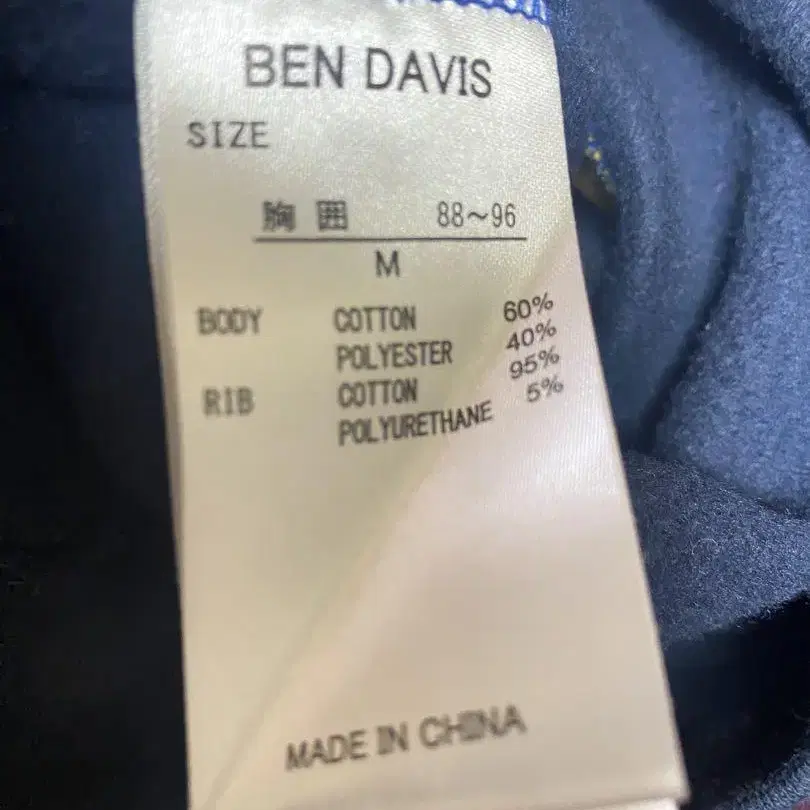 BEN DAVIS
SIZE
胸囲 88〜96
M
BODY COTTON 60%
POLYESTER 40%
RIB COTTON 95%
POLYURETHANE 5%
MADE IN CHINA